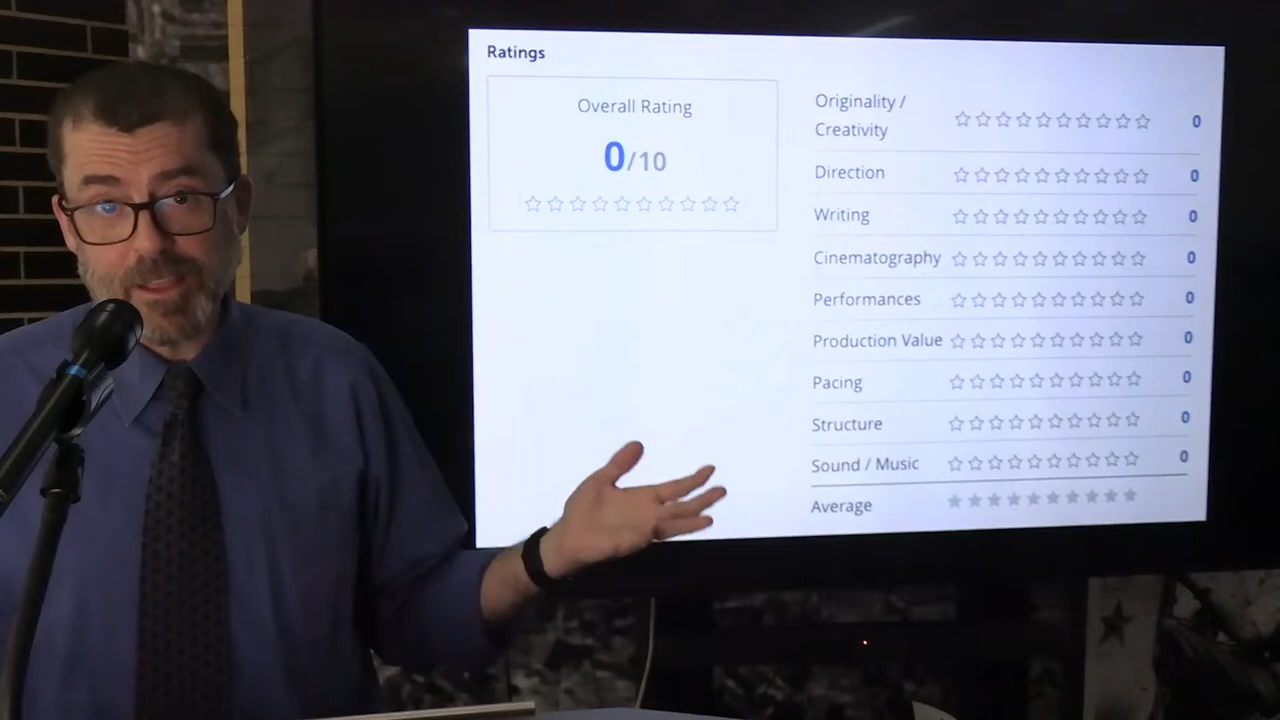 Ratings
Overall Rating
0/10
Originality /
Creativity
0
Direction
0
Writing
0
Cinematography
0
Performances
0
Production Value
0
Pacing
0
Structure
0
Sound / Music
0
Average